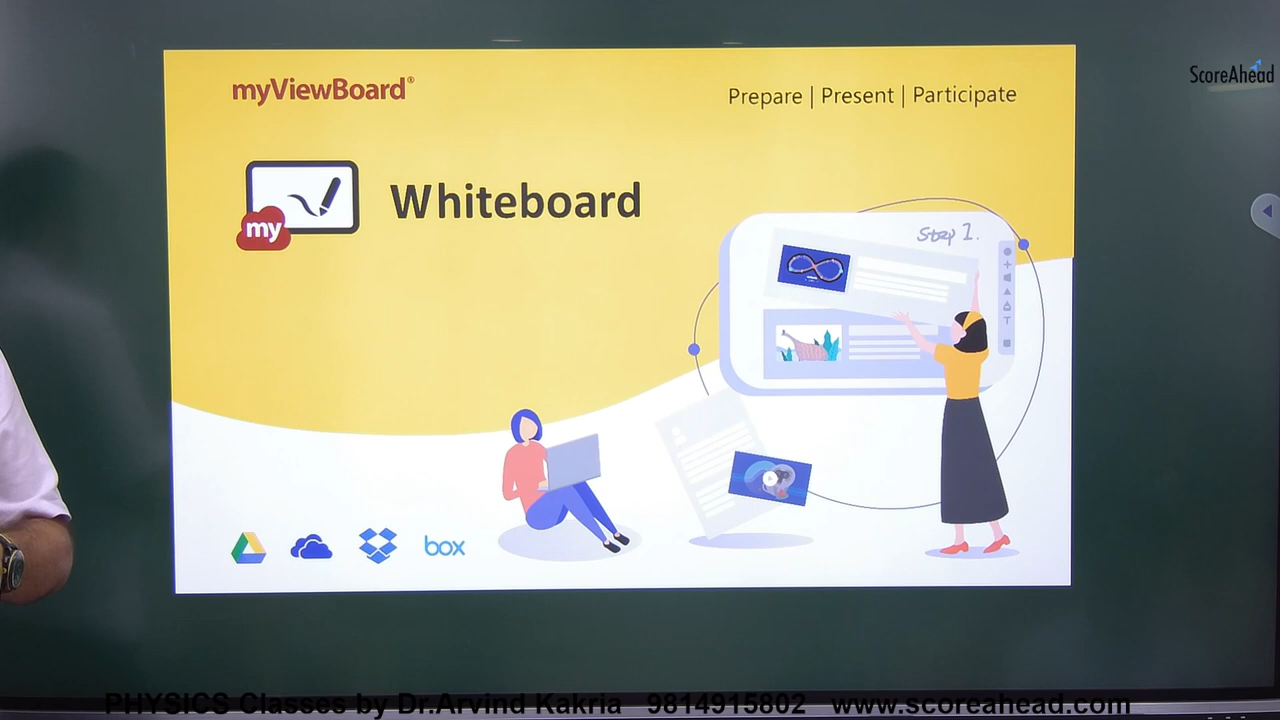 myViewBoard®
Prepare | Present | Participate
ScoreAhead
my
Whiteboard
Step 1.
box
PHYSICS Classes by Dr.Arvind Kakria 9814915802 www.scoreahead.com